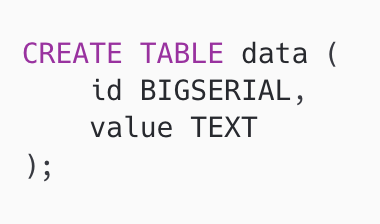 CREATE TABLE data (
    id BIGSERIAL,
    value TEXT
);